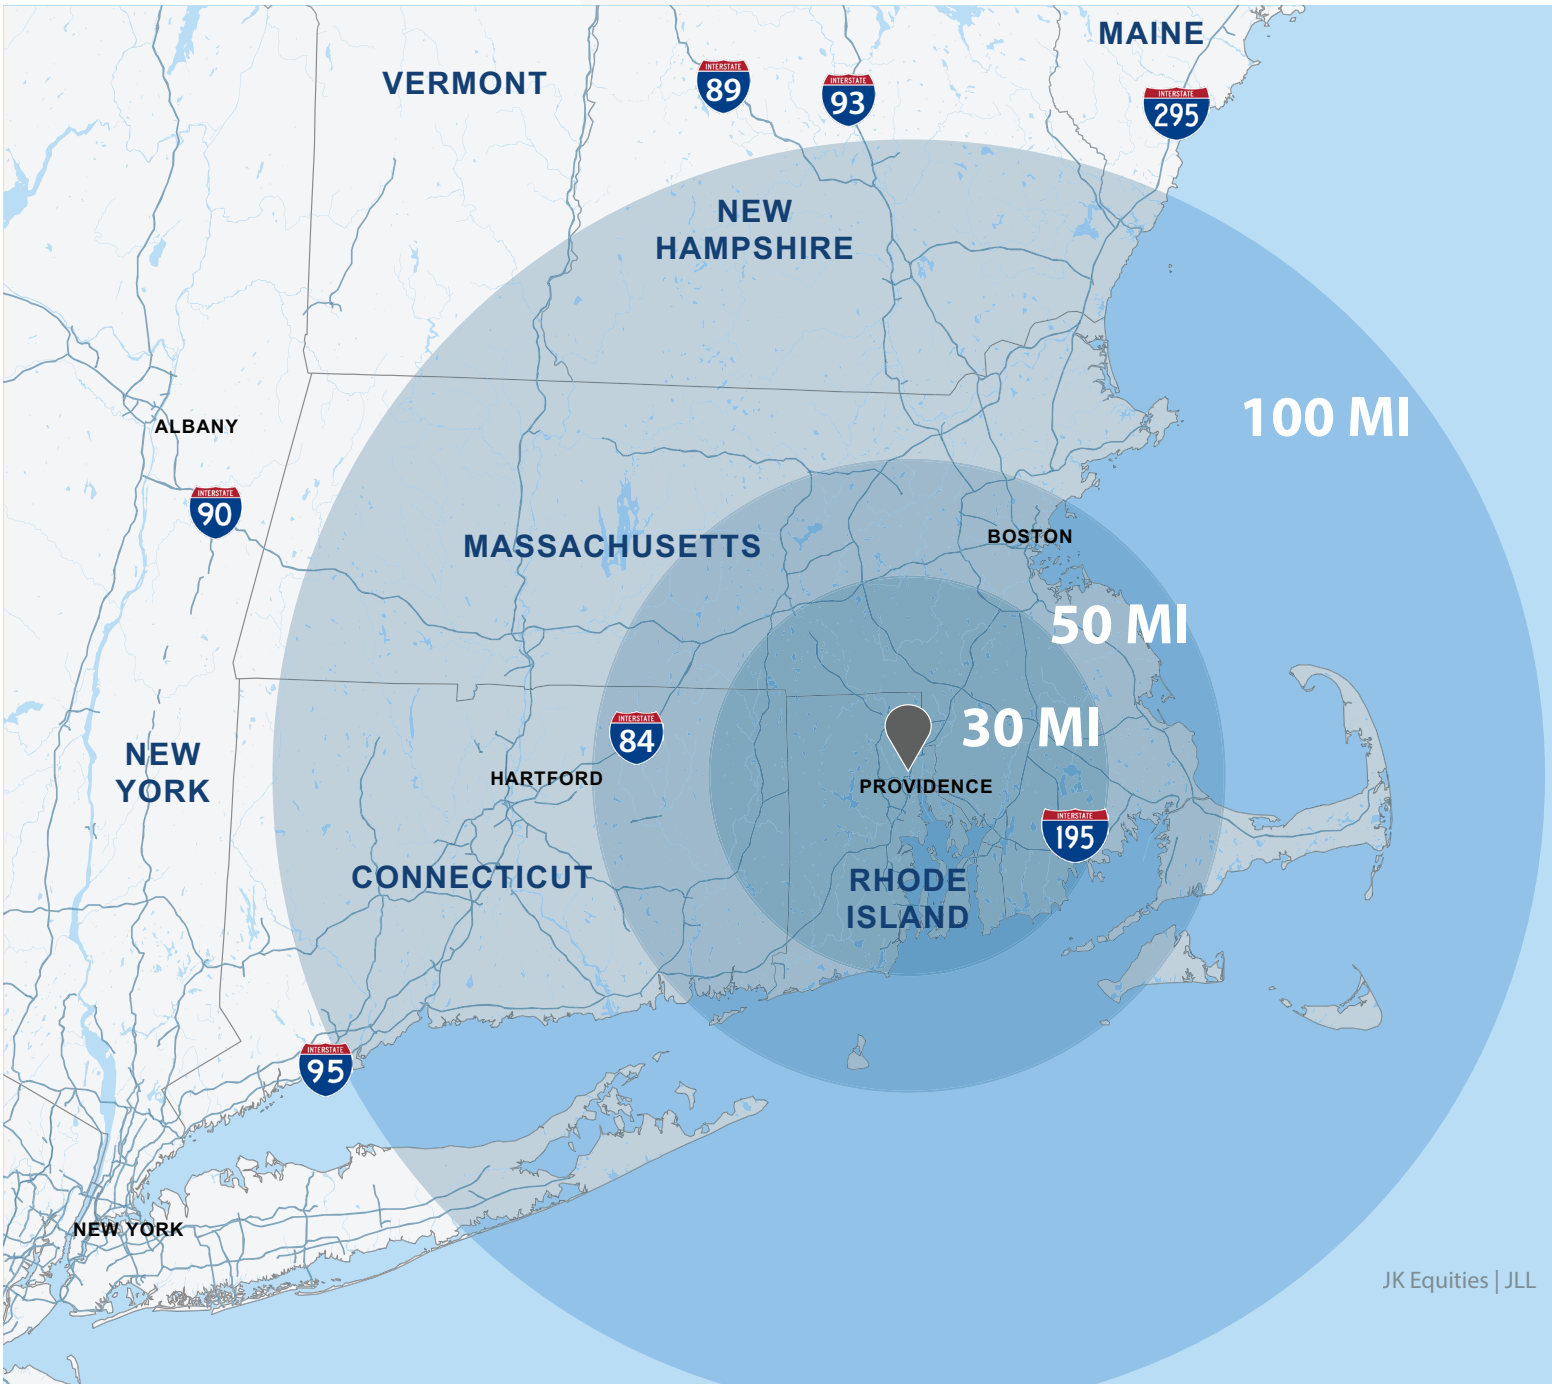 MAINE
VERMONT
INTERSTATE
89
INTERSTATE
93
INTERSTATE
295
NEW
HAMPSHIRE
100 MI
ALBANY
INTERSTATE
90
BOSTON
MASSACHUSETTS
50 MI
30 MI
INTERSTATE
84
NEW
YORK
HARTFORD
PROVIDENCE
INTERSTATE
195
CONNECTICUT
RHODE
ISLAND
INTERSTATE
95
NEW YORK
JK Equities | JLL